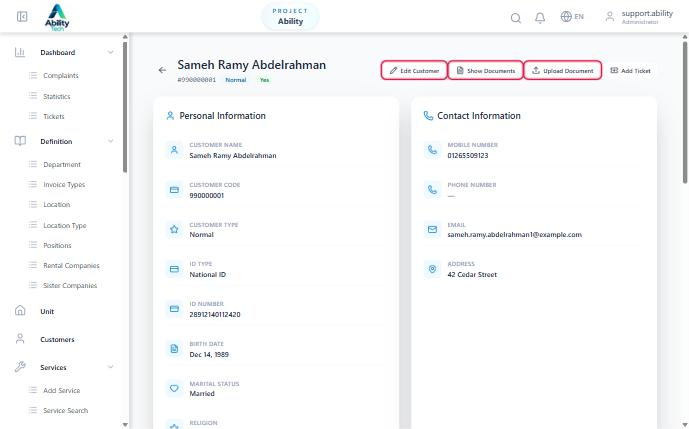 Ability
Tech
PROJECT
Ability
EN
support.ability
Administrator
Dashboard
Complaints
Statistics
Tickets
Definition
Department
Invoice Types
Location
Location Type
Positions
Rental Companies
Sister Companies
Unit
Customers
Services
Add Service
Service Search
Sameh Ramy Abdelrahman
#990000001 Normal Yes
Edit Customer
Show Documents
Upload Document
Add Ticket
Personal Information
CUSTOMER NAME
Sameh Ramy Abdelrahman
CUSTOMER CODE
990000001
CUSTOMER TYPE
Normal
ID TYPE
National ID
ID NUMBER
28912140112420
BIRTH DATE
Dec 14, 1989
MARITAL STATUS
Married
RELIGION
Contact Information
MOBILE NUMBER
01265509123
PHONE NUMBER
—
EMAIL
sameh.ramy.abdelrahman1@example.com
ADDRESS
42 Cedar Street